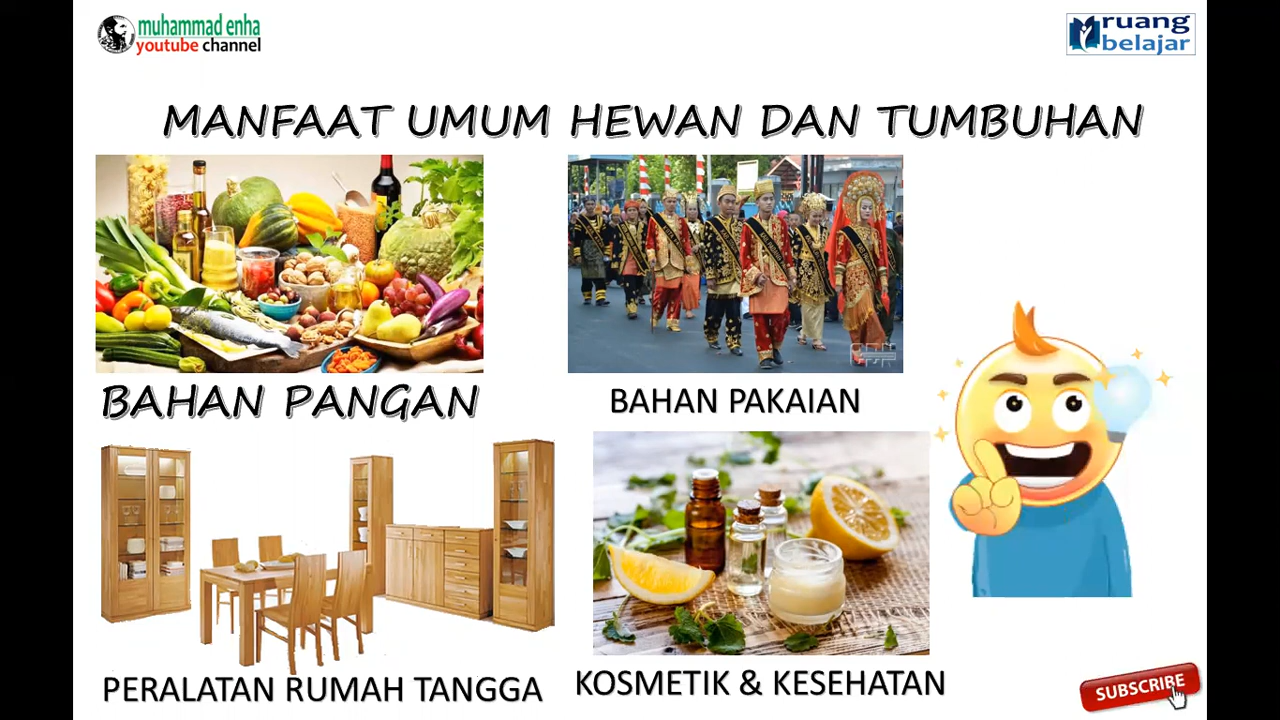 muhammad enha
youtube channel
ruang
belajar
MANFAAT UMUM HEWAN DAN TUMBUHAN
BAHAN PANGAN
BAHAN PAKAIAN
PERALATAN RUMAH TANGGA
KOSMETIK & KESEHATAN
SUBSCRIBE